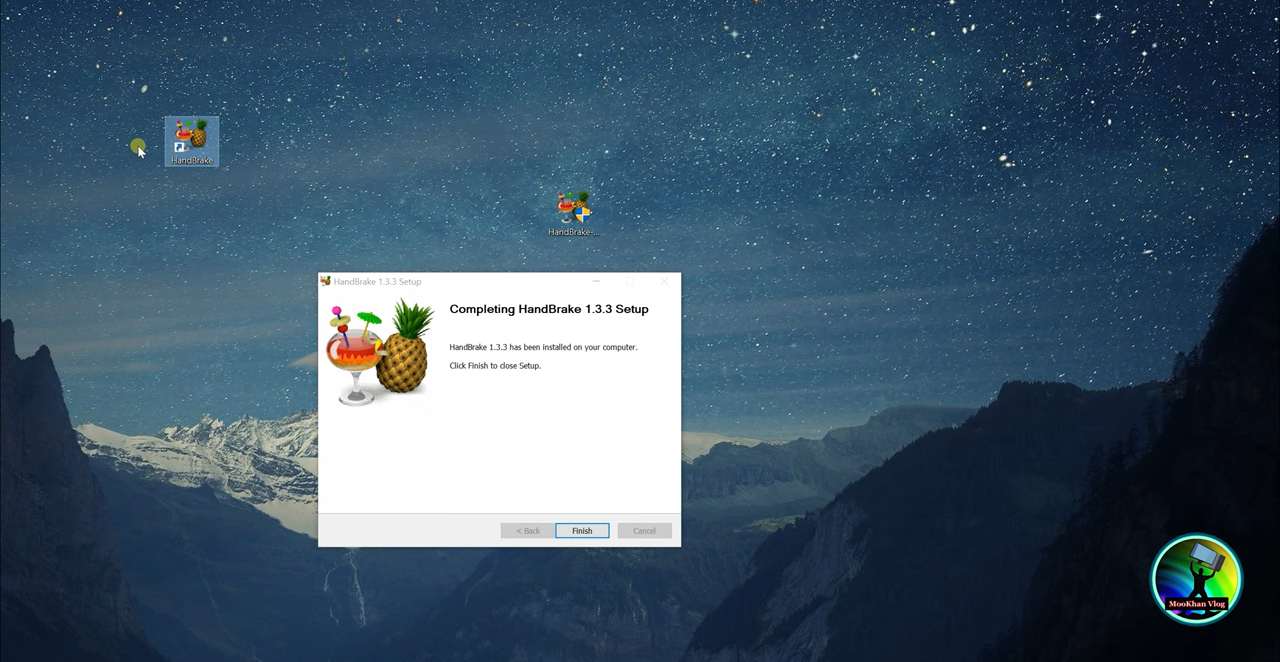 HandBrake
HandBrake-...
HandBrake 1.3.3 Setup
Completing HandBrake 1.3.3 Setup
HandBrake 1.3.3 has been installed on your computer.
Click Finish to close Setup.
< Back
Finish
Cancel
MooKhan Vlog